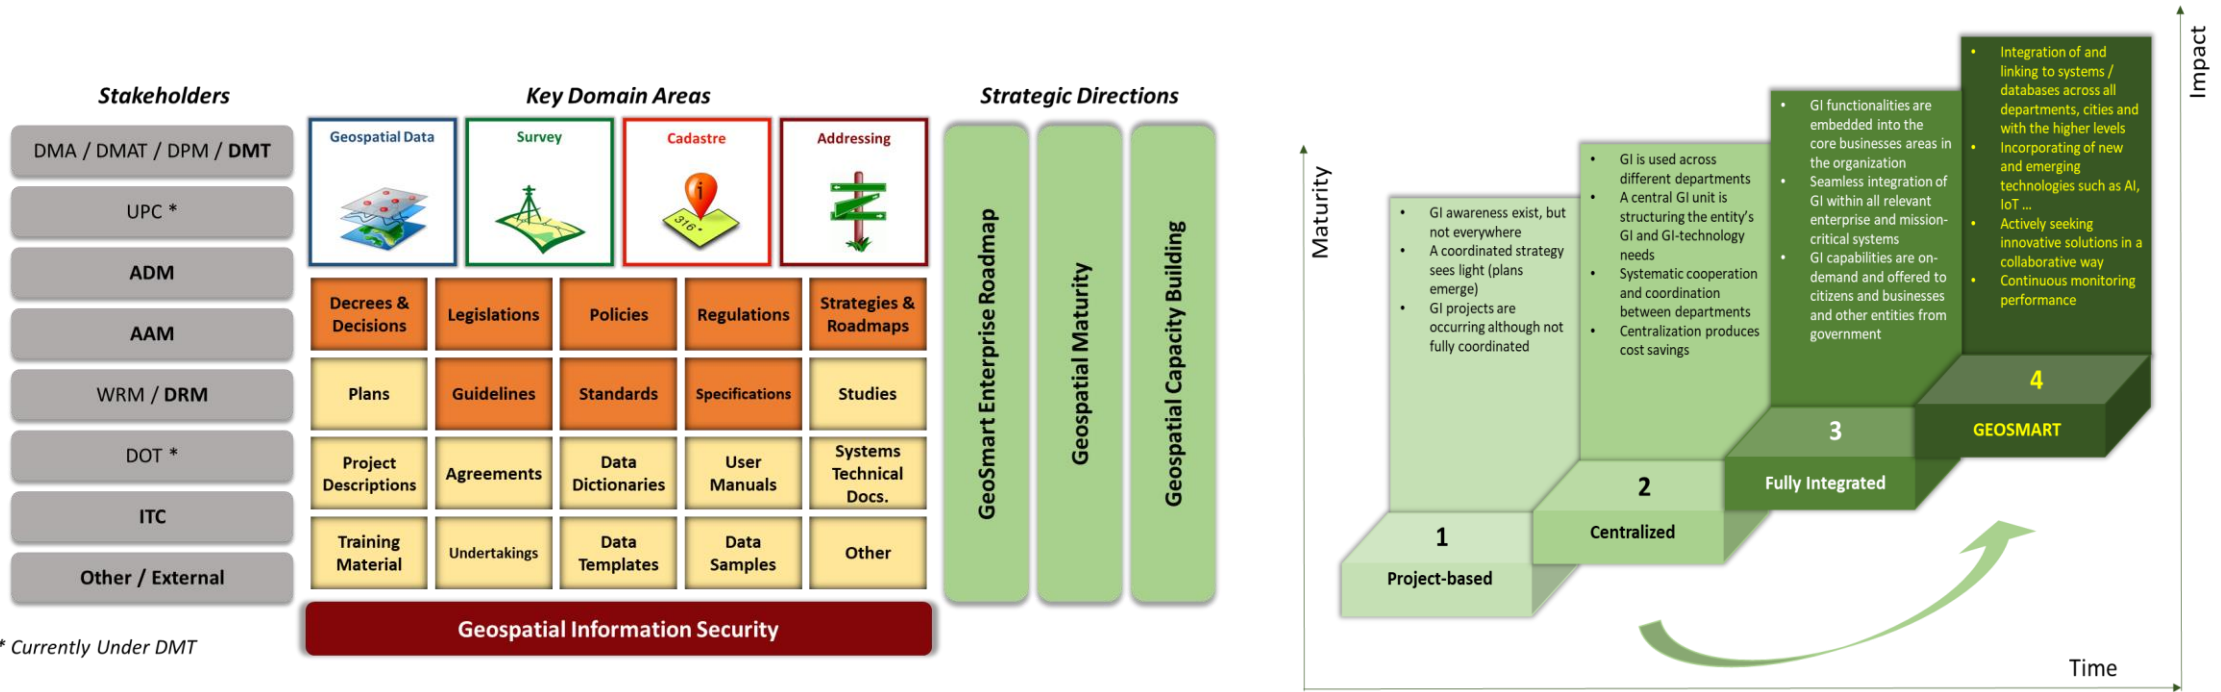 Stakeholders
DMA / DMAT / DPM / DMT
UPC *
ADM
AAM
WRM / DRM
DOT *
ITC
Other / External
* Currently Under DMT
Key Domain Areas
Geospatial Data
Survey
Cadastre
316 •
i
Addressing
Decrees &
Decisions
Legislations
Policies
Regulations
Strategies &
Roadmaps
Plans
Guidelines
Standards
Specifications
Studies
Project
Descriptions
Agreements
Data
Dictionaries
User
Manuals
Systems
Technical
Docs.
Training
Material
Undertakings
Data
Templates
Data
Samples
Other
Geospatial Information Security
Strategic Directions
GeoSmart Enterprise Roadmap
Geospatial Maturity
Geospatial Capacity Building
Maturity
• GI awareness exist, but
not everywhere
• A coordinated strategy
sees light (plans
emerge)
• GI projects are
occurring although not
fully coordinated
1
Project-based
• GI is used across
different departments
• A central GI unit is
structuring the entity's
GI and GI-technology
needs
• Systematic cooperation
and coordination
between departments
• Centralization produces
cost savings
2
Centralized
• GI functionalities are
embedded into the
core businesses areas in
the organization
• Seamless integration of
GI within all relevant
enterprise and mission-
critical systems
• GI capabilities are on-
demand and offered to
citizens and businesses
and other entities from
government
3
Fully Integrated
• Integration of and
linking to systems /
databases across all
departments, cities and
with the higher levels
• Incorporating of new
and emerging
technologies such as AI,
IoT ...
• Actively seeking
innovative solutions in a
collaborative way
• Continuous monitoring
performance
4
GEOSMART
Impact
Time